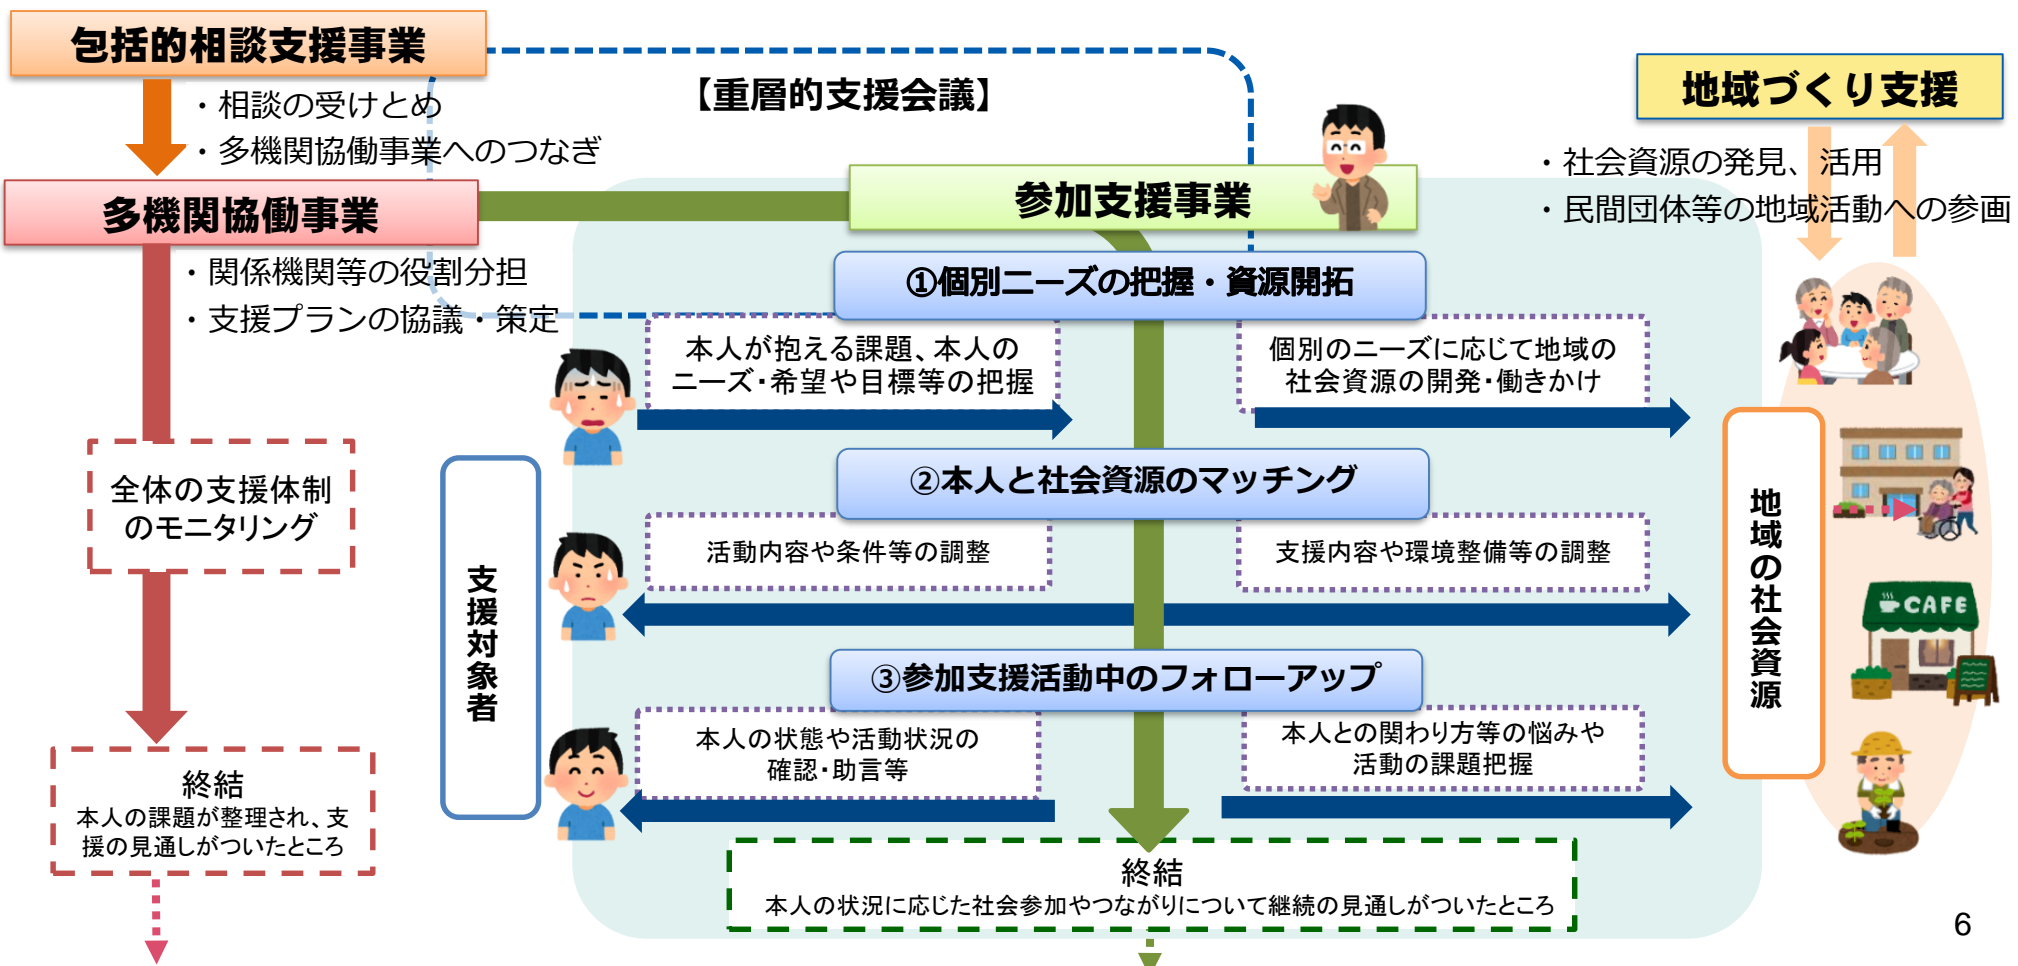 包括的相談支援事業
・相談の受けとめ
・多機関協働事業へのつなぎ
【重層的支援会議】
地域づくり支援
・社会資源の発見、活用
・民間団体等の地域活動への参画
多機関協働事業
・関係機関等の役割分担
・支援プランの協議・策定
参加支援事業
①個別ニーズの把握・資源開拓
本人が抱える課題、本人の
ニーズ・希望や目標等の把握
個別のニーズに応じて地域の
社会資源の開発・働きかけ
②本人と社会資源のマッチング
活動内容や条件等の調整
支援内容や環境整備等の調整
③参加支援活動中のフォローアップ
本人の状態や活動状況の
確認・助言等
本人との関わり方等の悩みや
活動の課題把握
終結
本人の状況に応じた社会参加やつながりについて継続の見通しがついたところ
全体の支援体制
のモニタリング
終結
本人の課題が整理され、支
援の見通しがついたところ
支援対象者
地域の社会資源
CAFE
6